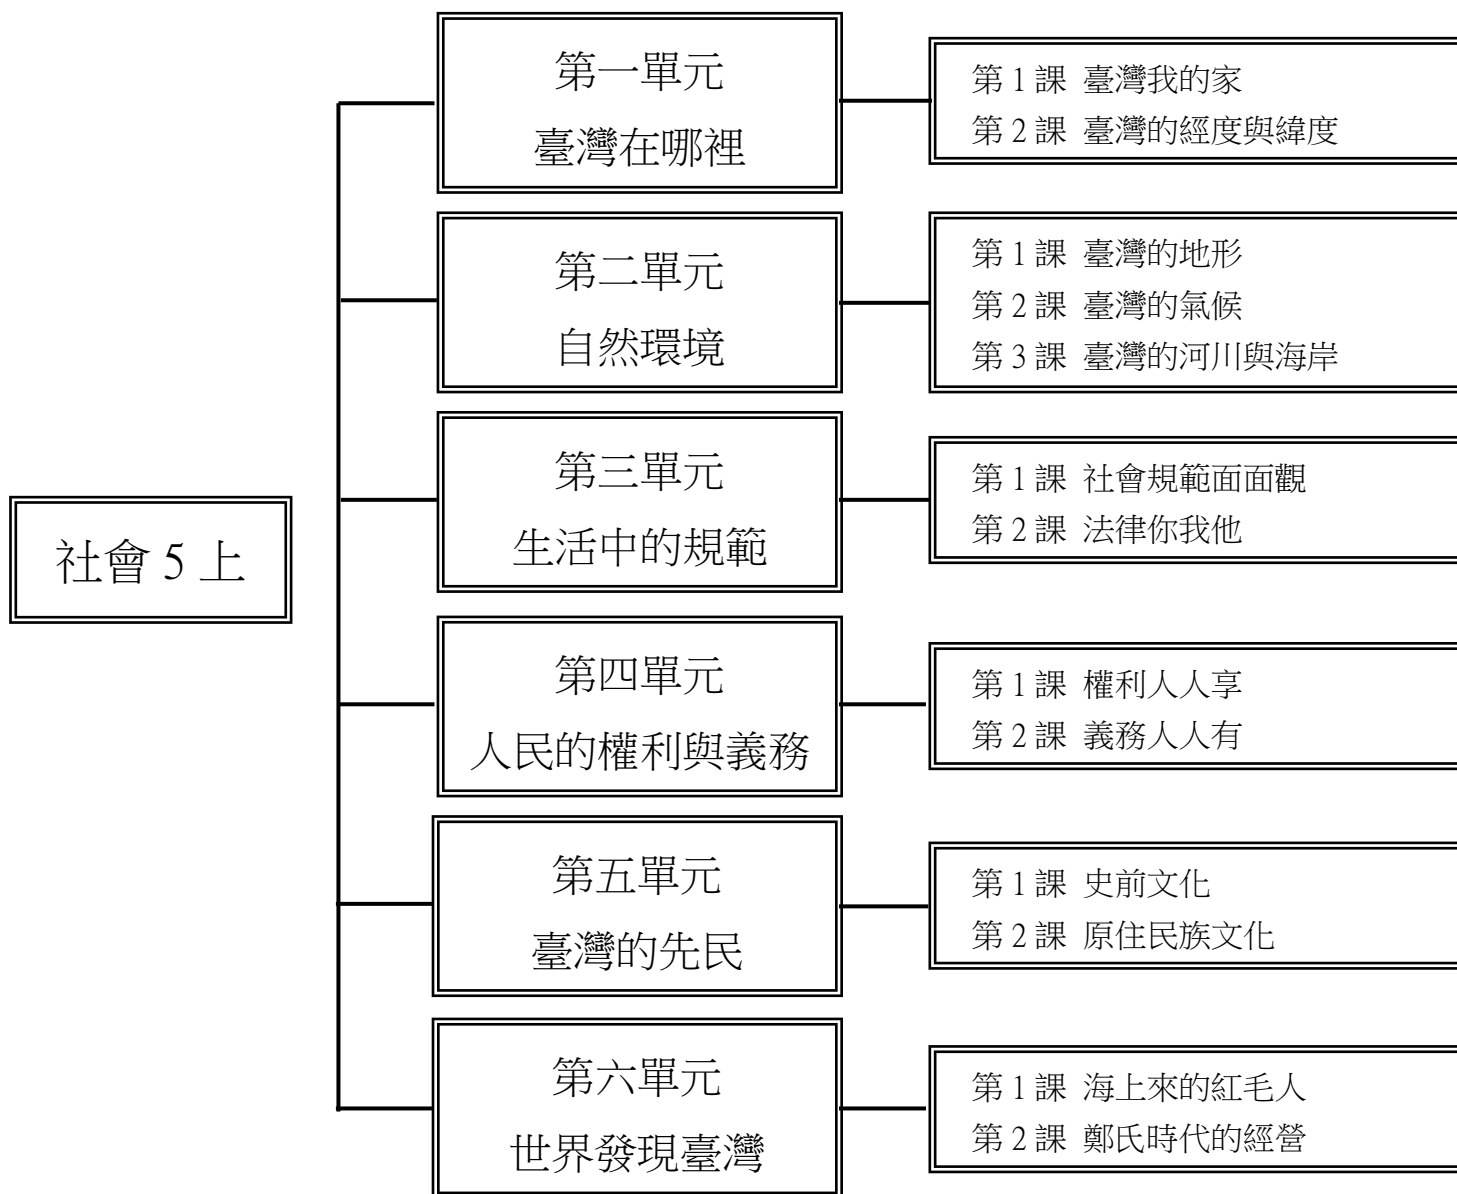 社會 5 上
第一單元
臺灣在哪裡
第 1 課 臺灣我的家
第 2 課 臺灣的經度與緯度
第二單元
自然環境
第 1 課 臺灣的地形
第 2 課 臺灣的氣候
第 3 課 臺灣的河川與海岸
第三單元
生活中的規範
第 1 課 社會規範面面觀
第 2 課 法律你我他
第四單元
人民的權利與義務
第 1 課 權利人人享
第 2 課 義務人人有
第五單元
臺灣的先民
第 1 課 史前文化
第 2 課 原住民族文化
第六單元
世界發現臺灣
第 1 課 海上來的紅毛人
第 2 課 鄭氏時代的經營